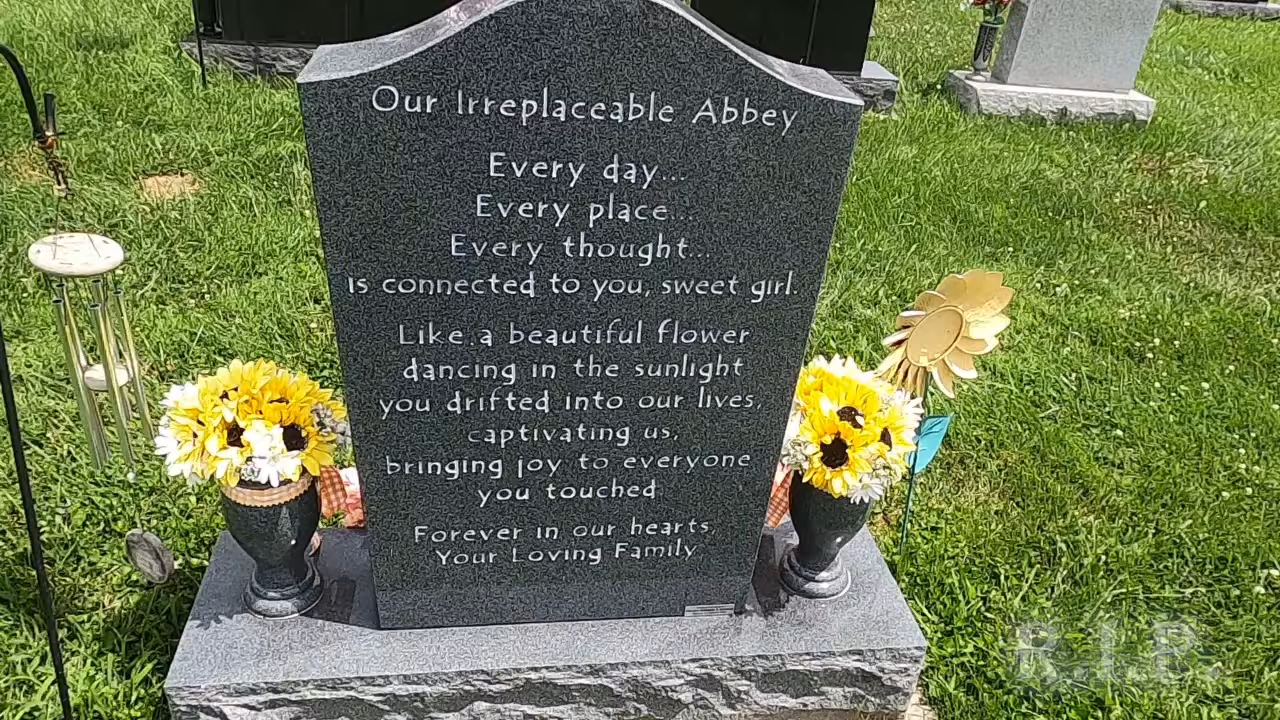 Our Irreplaceable Abbey
Every day...
Every place...
Every thought...
is connected to you, sweet girl.
Like a beautiful flower
dancing in the sunlight
you drifted into our lives,
captivating us,
bringing joy to everyone
you touched.
Forever in our hearts,
Your Loving Family
R.I.P.